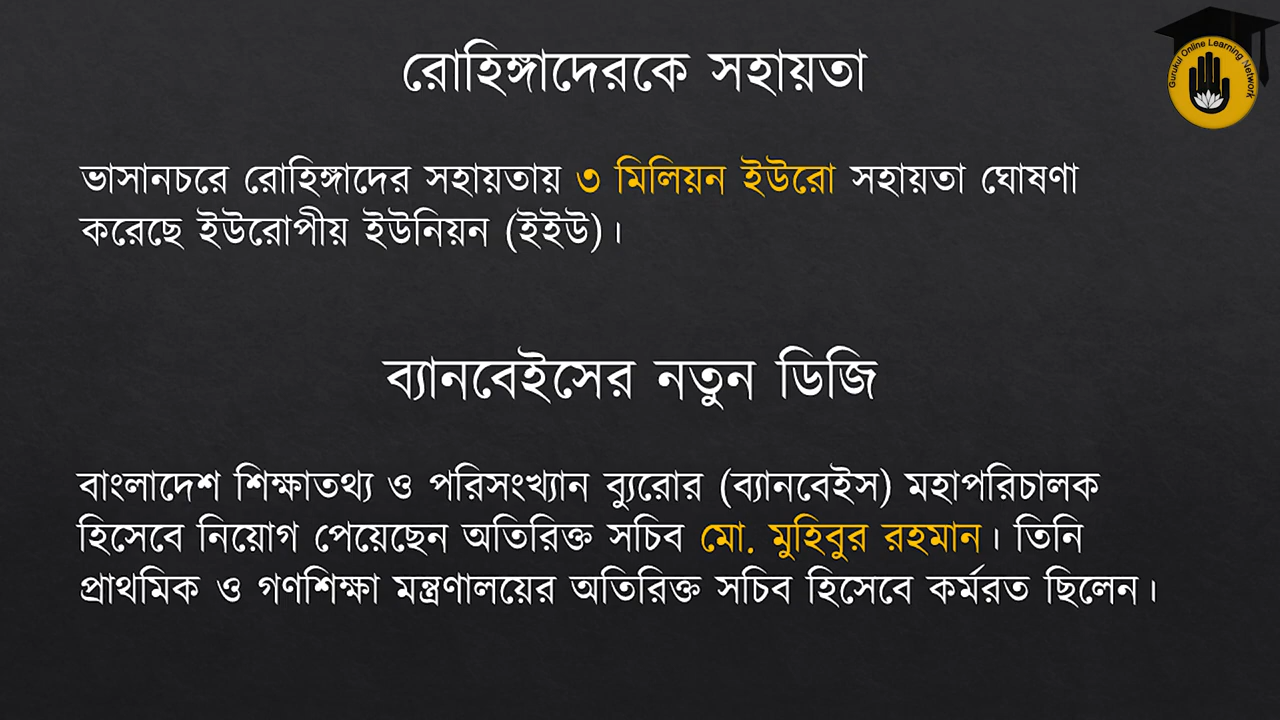 রোহিঙ্গাদেরকে সহায়তা
Gurukul Online Learning Network
ভাসানচরে রোহিঙ্গাদের সহায়তায় ৩ মিলিয়ন ইউরো সহায়তা ঘোষণা
করেছে ইউরোপীয় ইউনিয়ন (ইইউ)।
ব্যানবেইসের নতুন ডিজি
বাংলাদেশ শিক্ষাতথ্য ও পরিসংখ্যান ব্যুরোর (ব্যানবেইস) মহাপরিচালক
হিসেবে নিয়োগ পেয়েছেন অতিরিক্ত সচিব মো. মুহিবুর রহমান। তিনি
প্রাথমিক ও গণশিক্ষা মন্ত্রণালয়ের অতিরিক্ত সচিব হিসেবে কর্মরত ছিলেন।